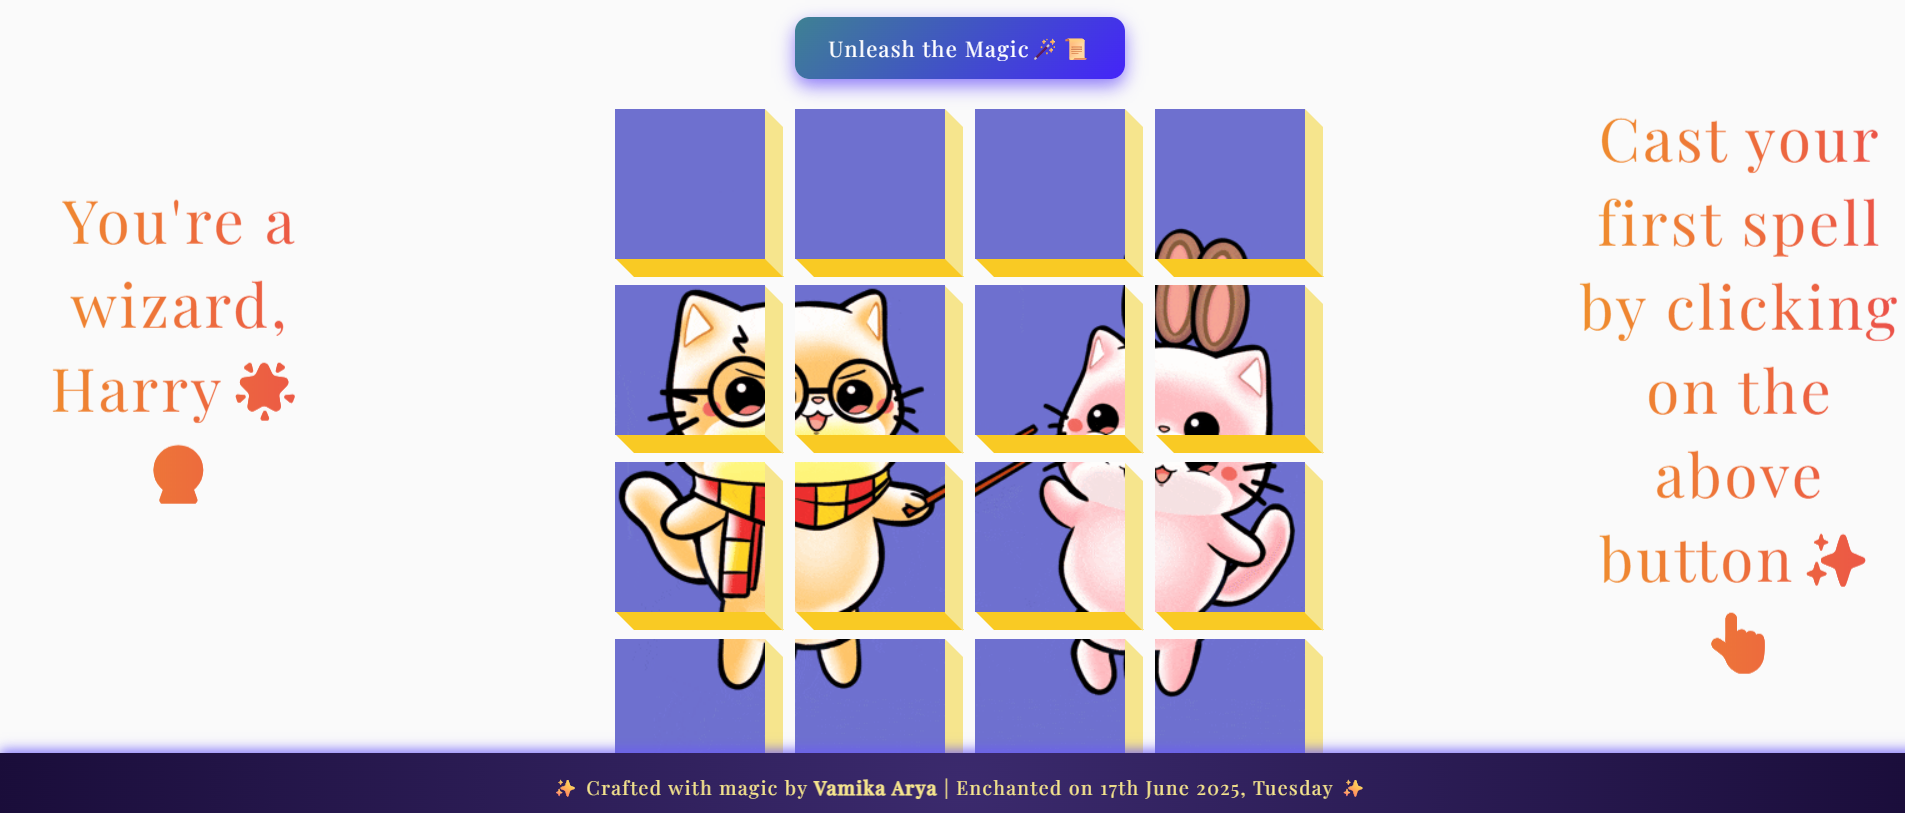 Unleash the Magic 🪄 📜
You're a
wizard,
Harry 🌟
🔮
Cast your
first spell
by clicking
on the
above
button ✨
👆
✨ Crafted with magic by Vamika Arya | Enchanted on 17th June 2025, Tuesday ✨